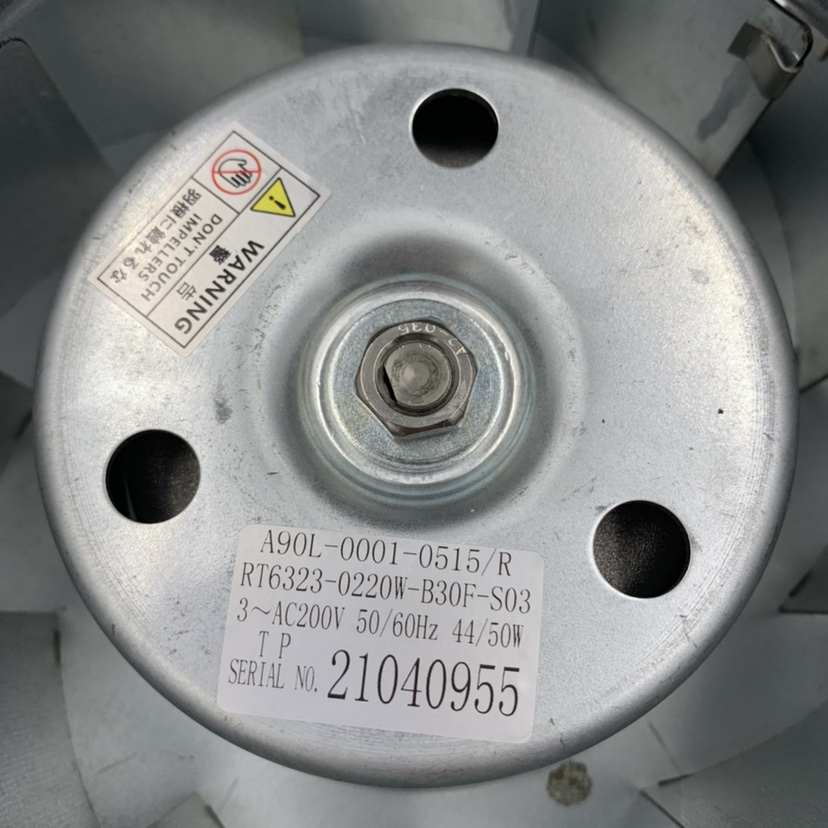 WARNING
警告
DON'T TOUCH
IMPELLERS
羽根に触れるな
A90L-0001-0515/R
RT6323-0220W-B30F-S03
3～AC200V 50/60Hz 44/50W
T P
SERIAL NO. 21040955